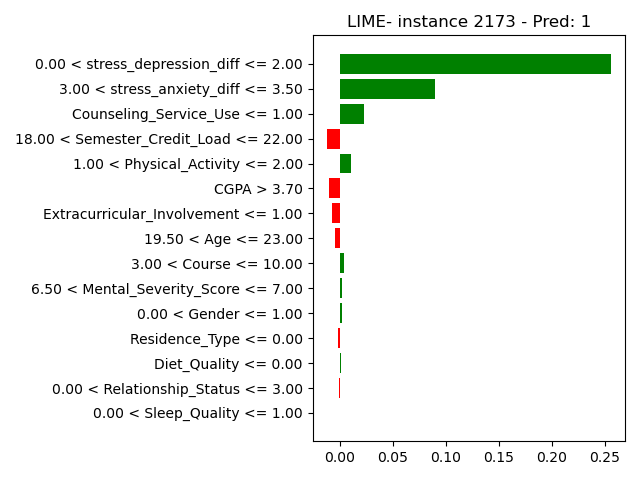 LIME- instance 2173 - Pred: 1
0.00 < stress_depression_diff <= 2.00
3.00 < stress_anxiety_diff <= 3.50
Counseling_Service_Use <= 1.00
18.00 < Semester_Credit_Load <= 22.00
1.00 < Physical_Activity <= 2.00
CGPA > 3.70
Extracurricular_Involvement <= 1.00
19.50 < Age <= 23.00
3.00 < Course <= 10.00
6.50 < Mental_Severity_Score <= 7.00
0.00 < Gender <= 1.00
Residence_Type <= 0.00
Diet_Quality <= 0.00
0.00 < Relationship_Status <= 3.00
0.00 < Sleep_Quality <= 1.00
0.00 0.05 0.10 0.15 0.20 0.25